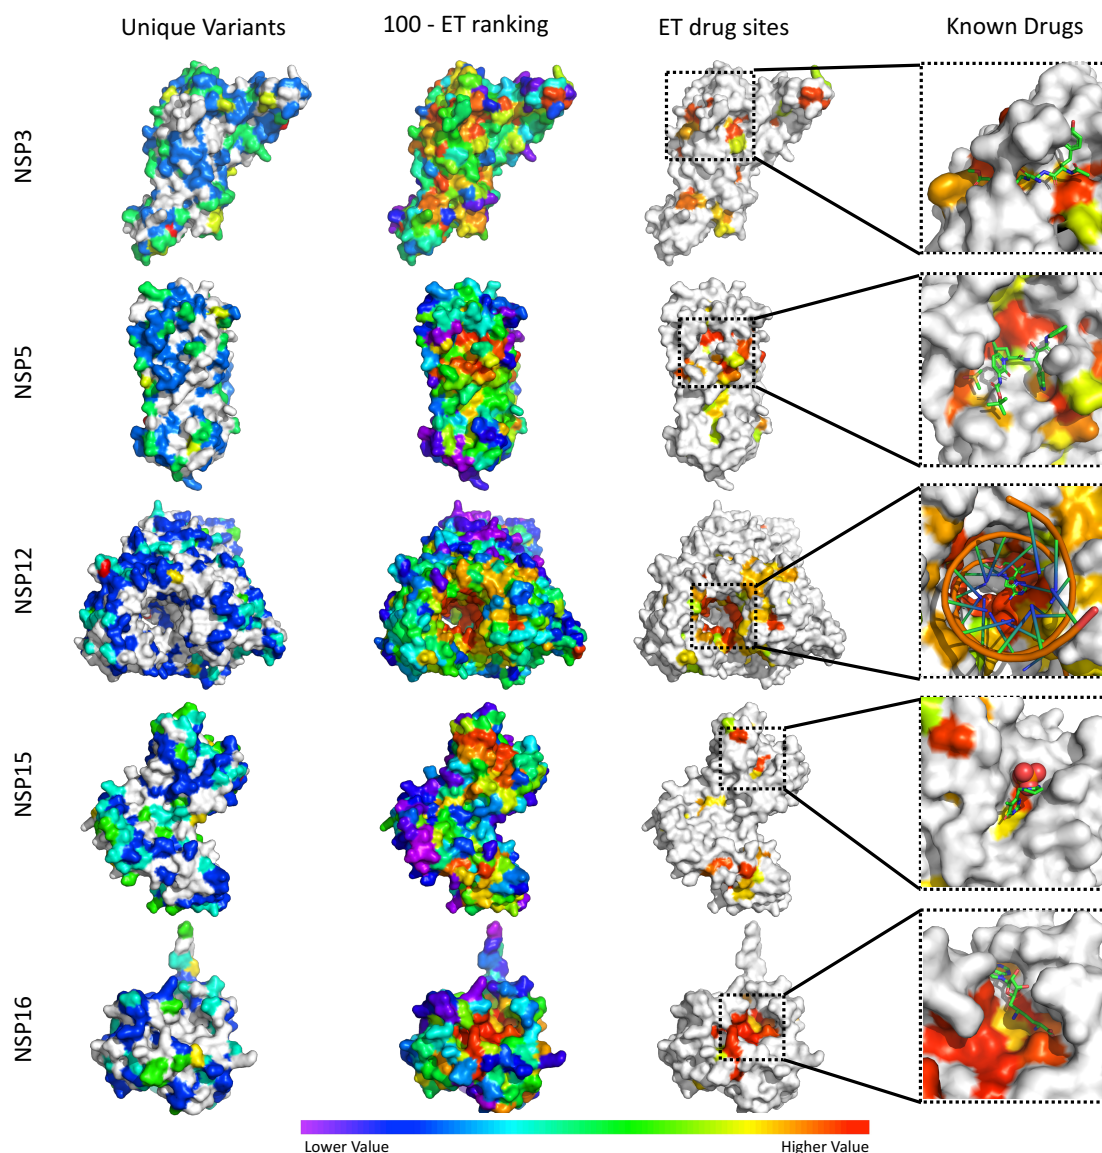 Unique Variants
100 - ET ranking
ET drug sites
Known Drugs
NSP3
NSP5
NSP12
NSP15
NSP16
Lower Value
Higher Value